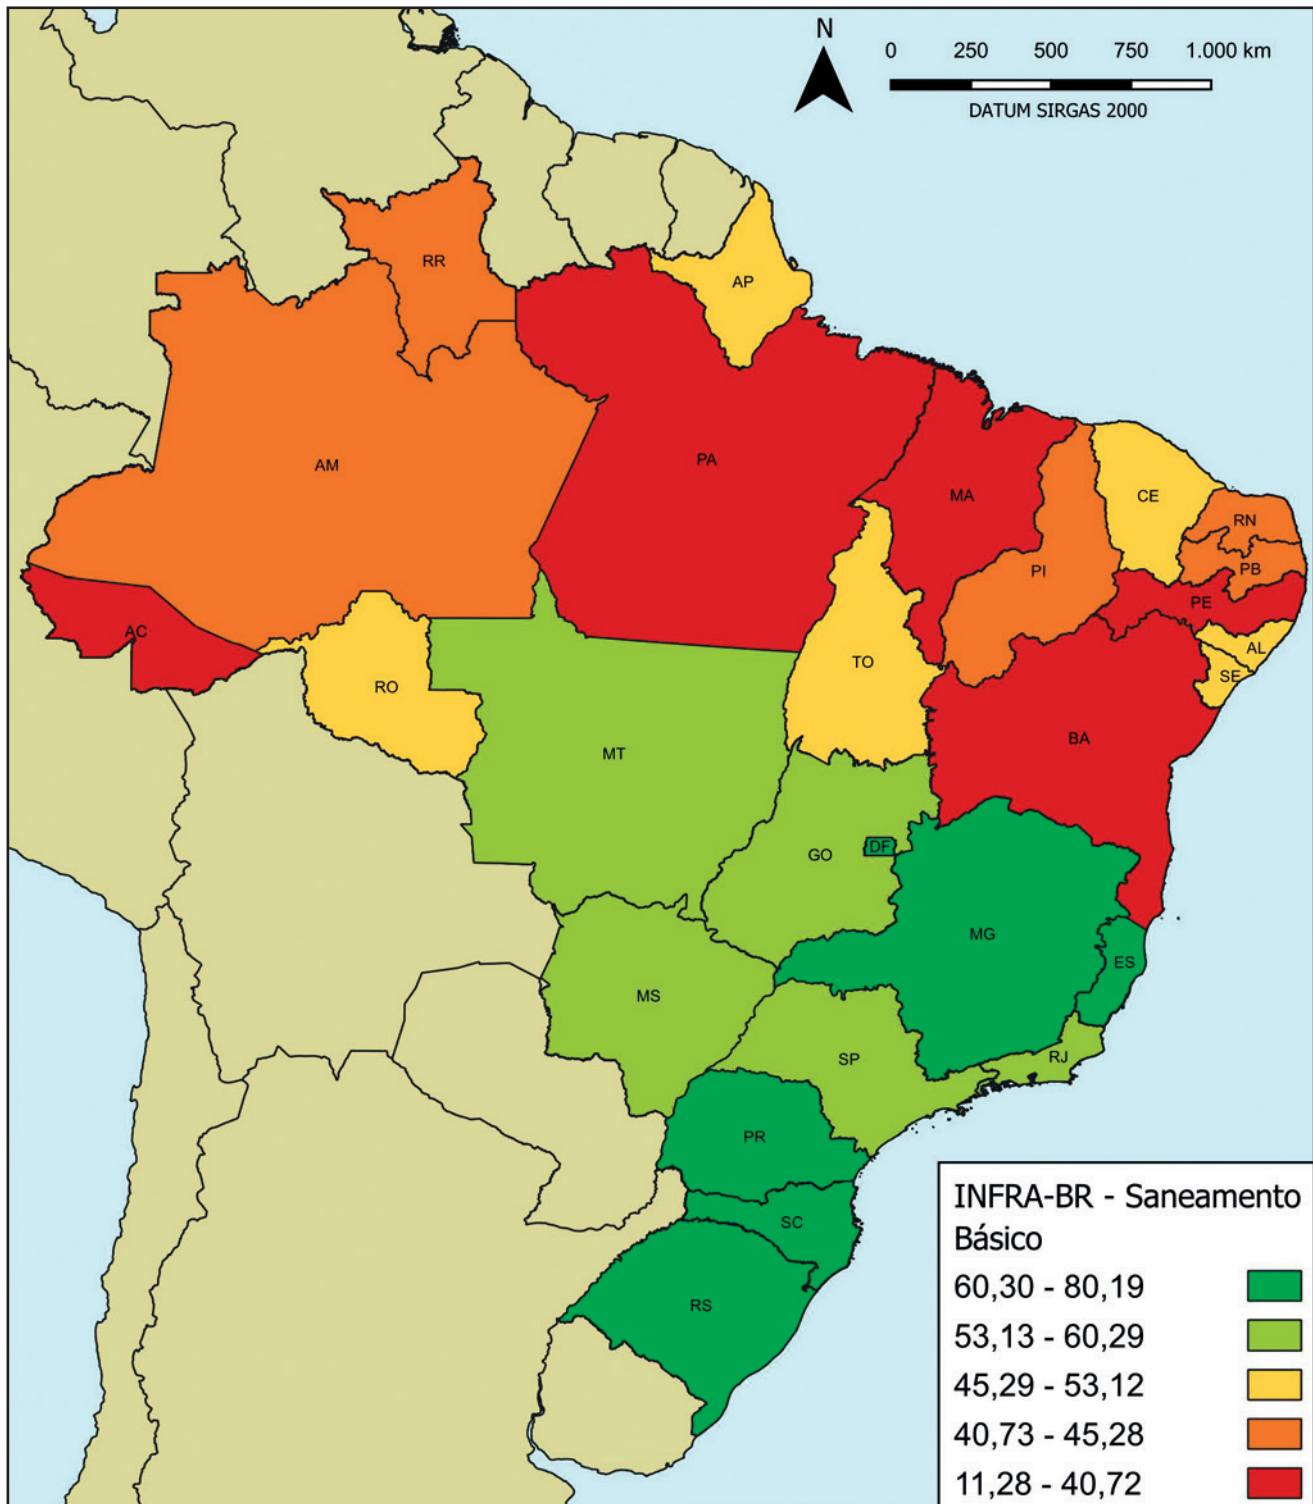 N
0 250 500 750 1.000 km
DATUM SIRGAS 2000
RR
AP
AM
PA
MA
CE
RN
PI
PB
PE
AC
AL
TO
SE
RO
BA
MT
DF
GO
MG
ES
MS
RJ
SP
PR
SC
RS
INFRA-BR - Saneamento
Básico
60,30 - 80,19
53,13 - 60,29
45,29 - 53,12
40,73 - 45,28
11,28 - 40,72